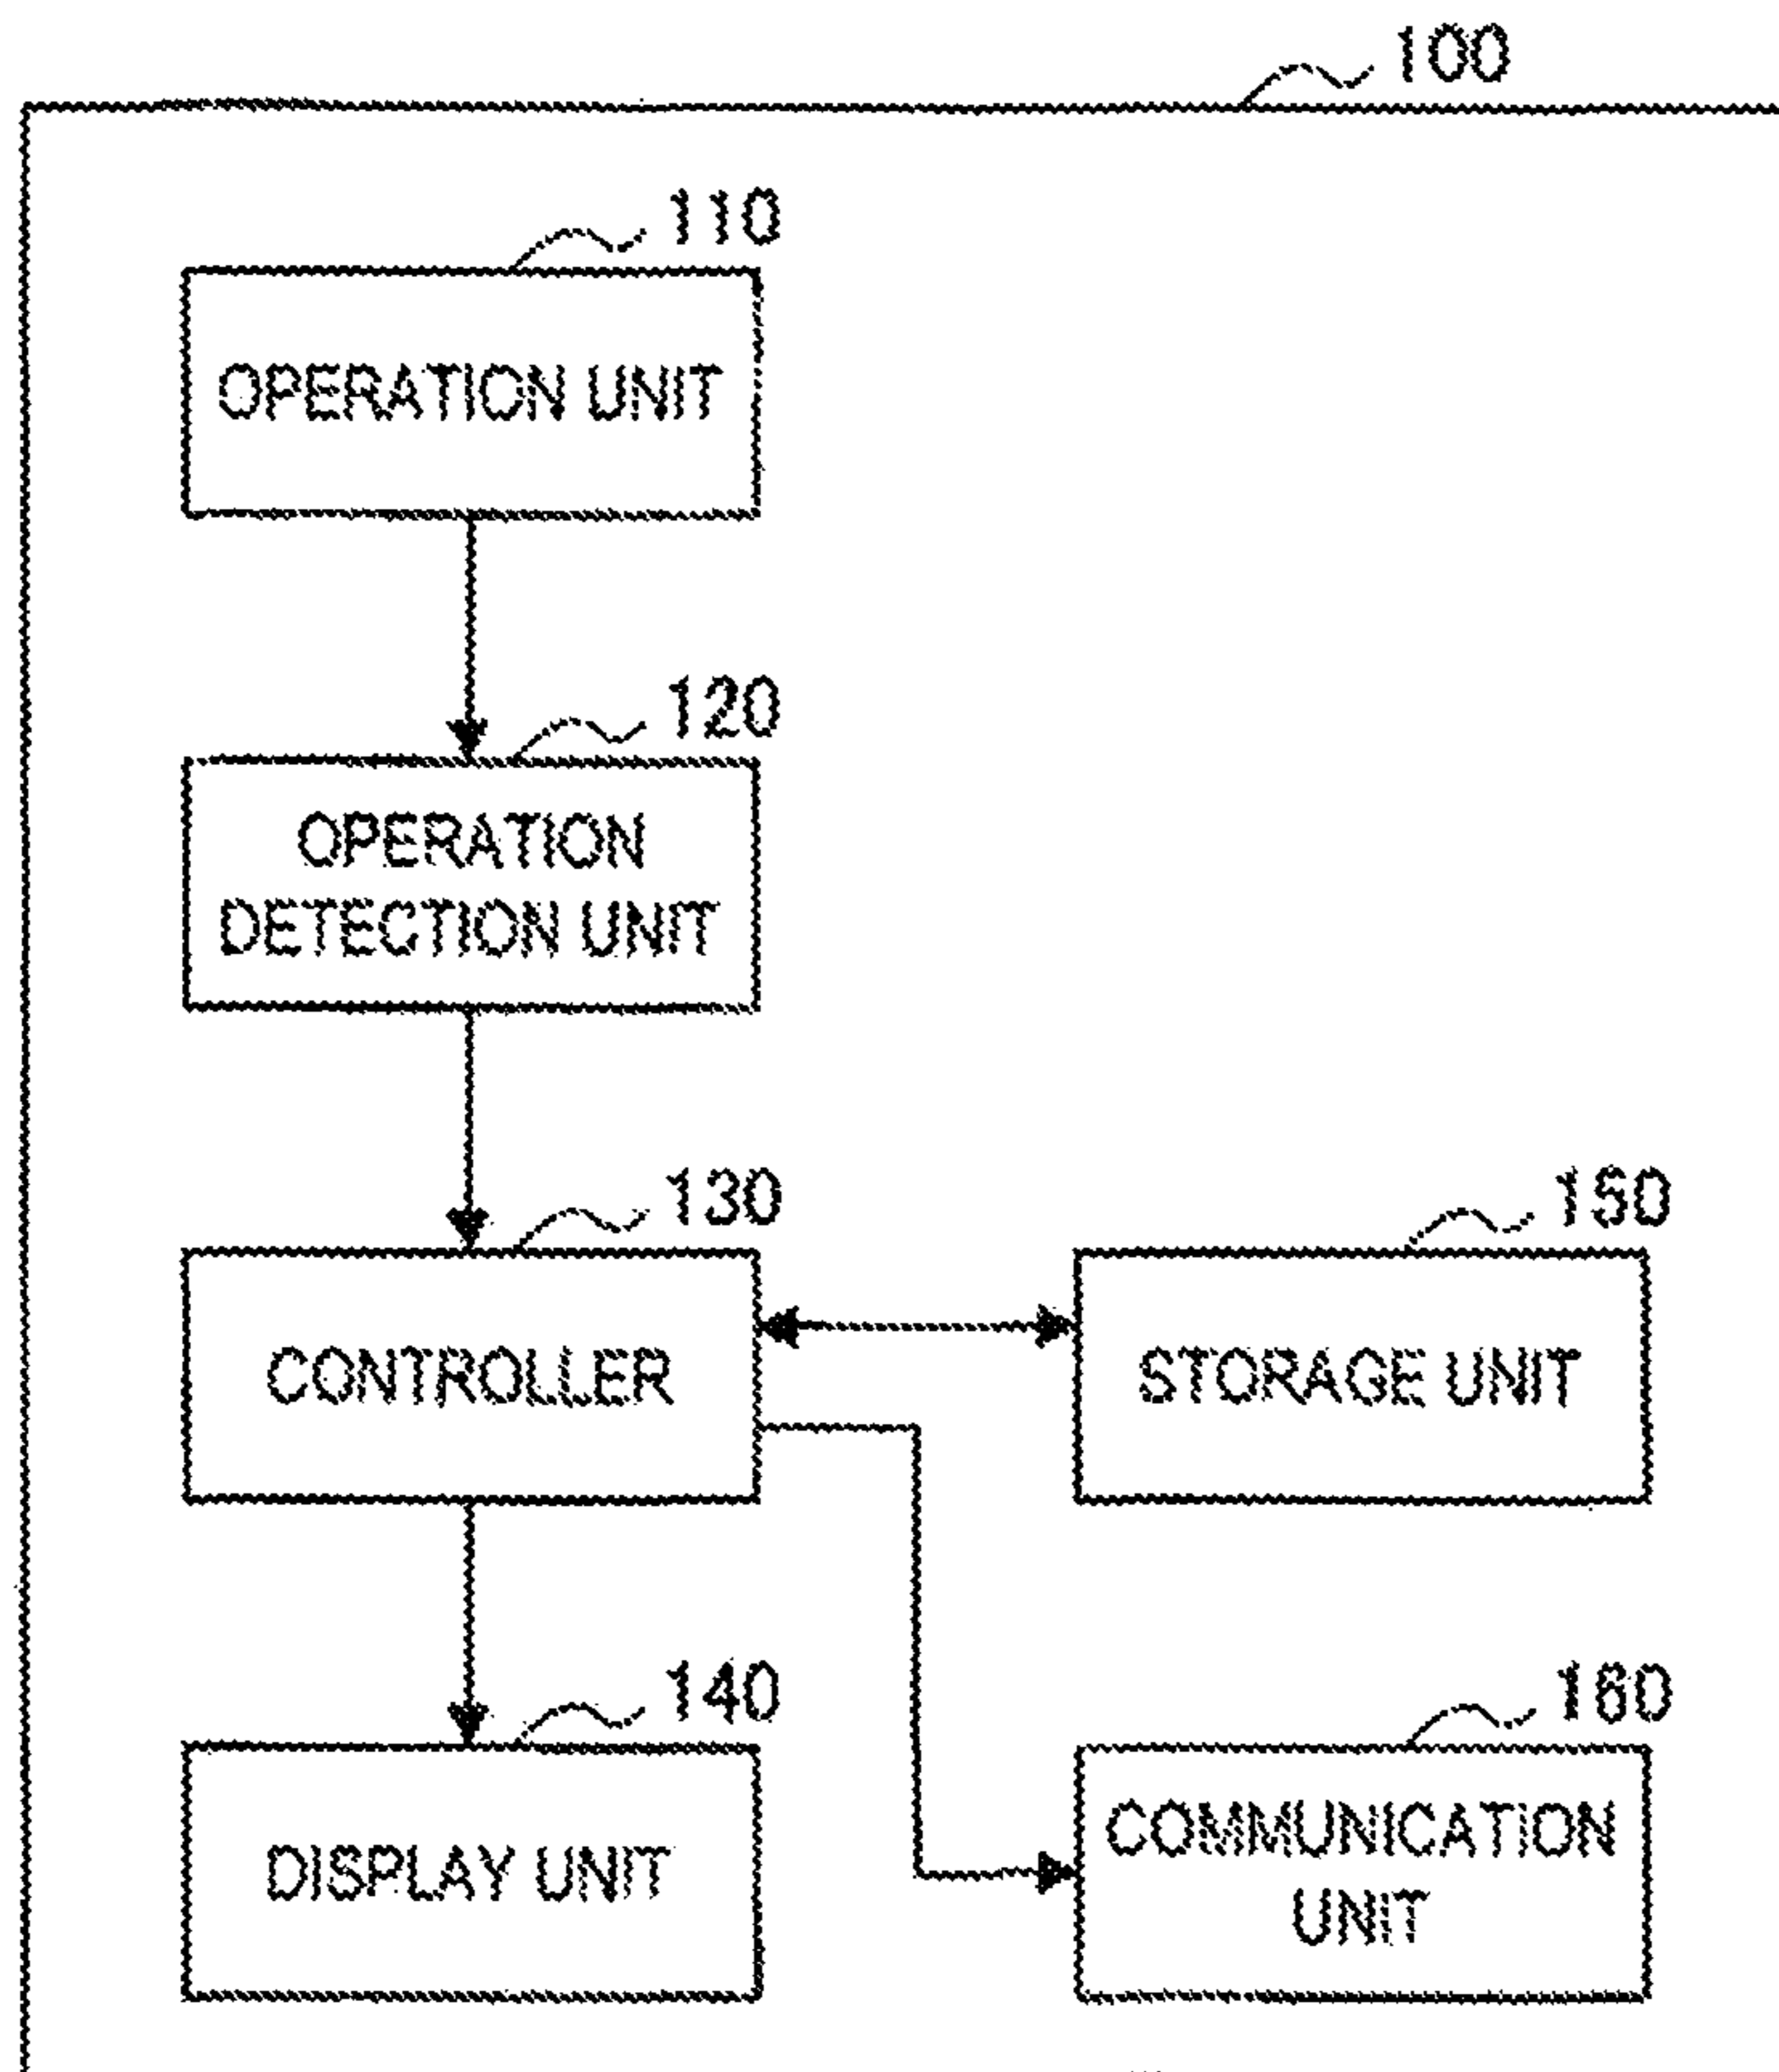 100
110
OPERATION UNIT
120
OPERATION
DETECTION UNIT
130
CONTROLLER
150
STORAGE UNIT
140
DISPLAY UNIT
160
COMMUNICATION
UNIT